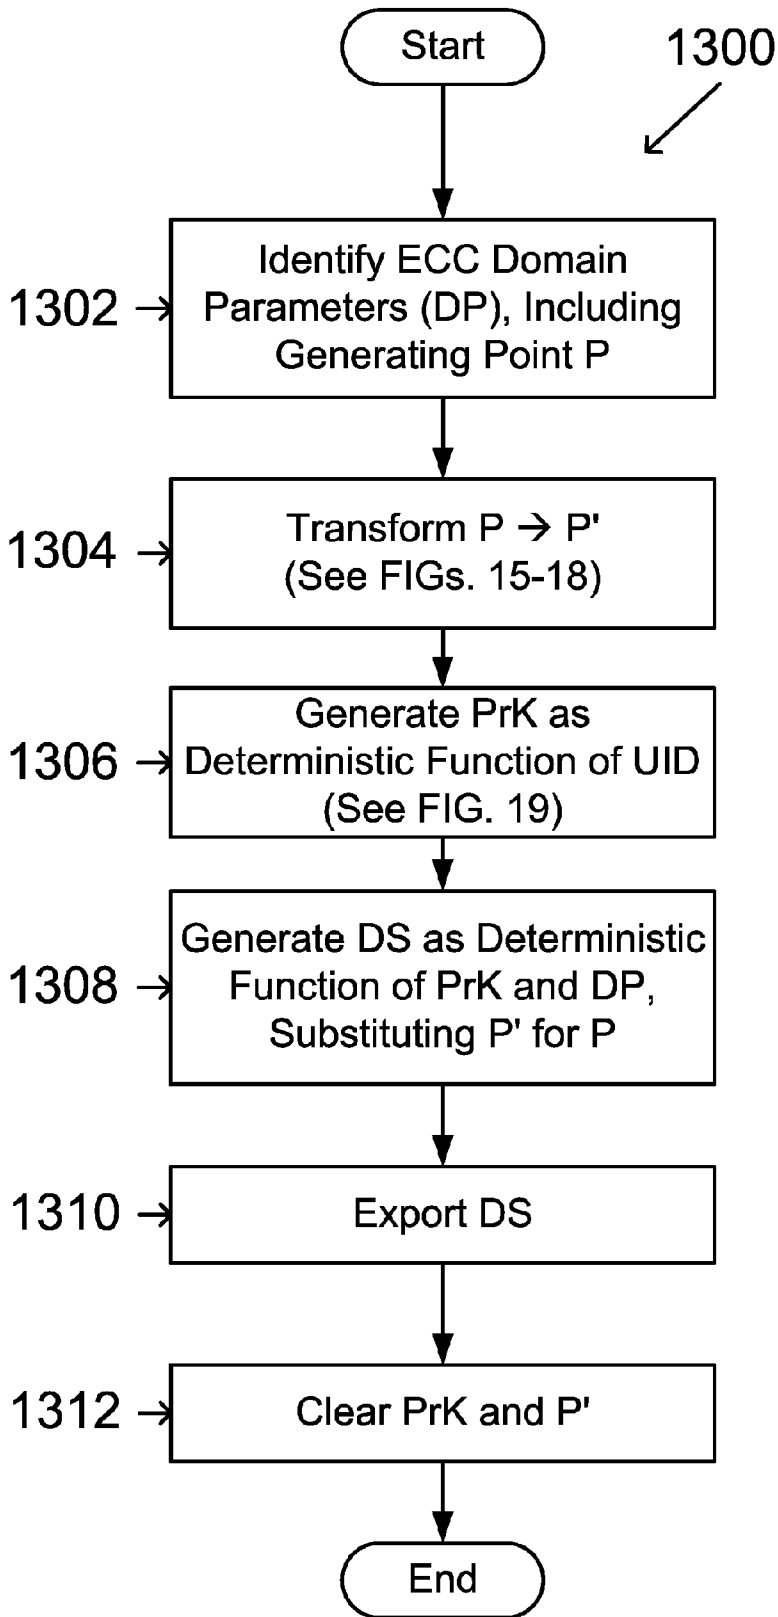 Start
1300
1302
Identify ECC Domain
Parameters (DP), Including
Generating Point P
1304
Transform P → P'
(See FIGs. 15-18)
1306
Generate PrK as
Deterministic Function of UID
(See FIG. 19)
1308
Generate DS as Deterministic
Function of PrK and DP,
Substituting P' for P
1310
Export DS
1312
Clear PrK and P'
End